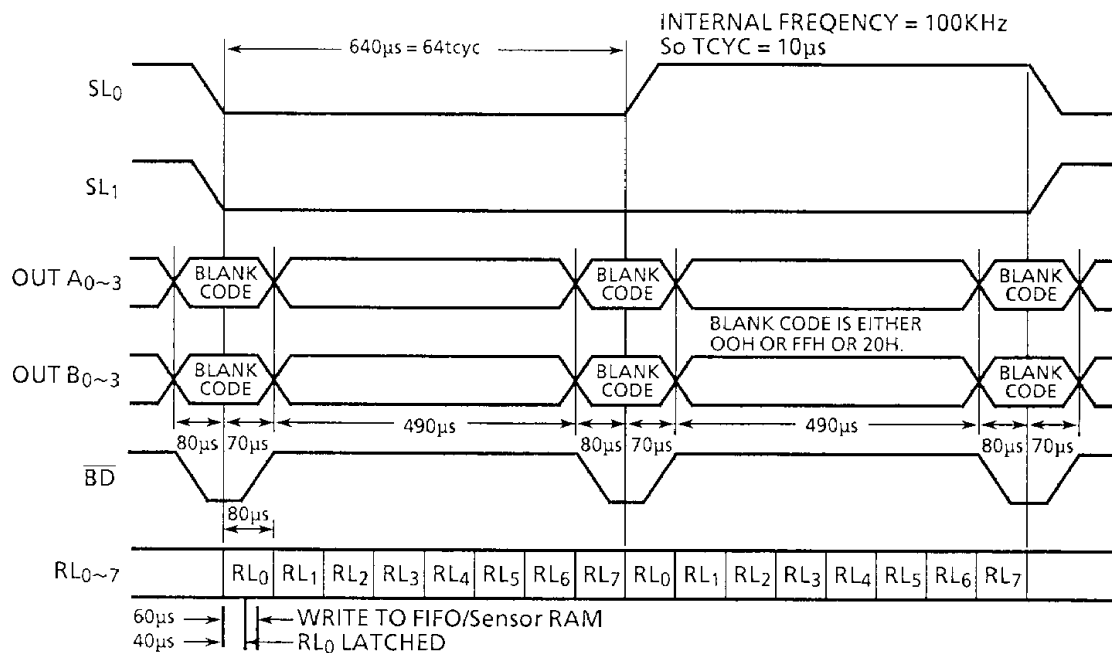 INTERNAL FREQENCY = 100KHz
So TCYC = 10μs
640μs = 64tcyc
SL0
SL1
OUT A0~3
BLANK CODE
BLANK CODE
BLANK CODE
BLANK CODE IS EITHER
OOH OR FFH OR 20H.
OUT B0~3
BLANK CODE
BLANK CODE
BLANK CODE
80μs 70μs 490μs 80μs 70μs 490μs 80μs 70μs
BD
80μs
RL0~7 RL0 RL1 RL2 RL3 RL4 RL5 RL6 RL7 RL0 RL1 RL2 RL3 RL4 RL5 RL6 RL7
60μs WRITE TO FIFO/Sensor RAM
40μs RL0 LATCHED